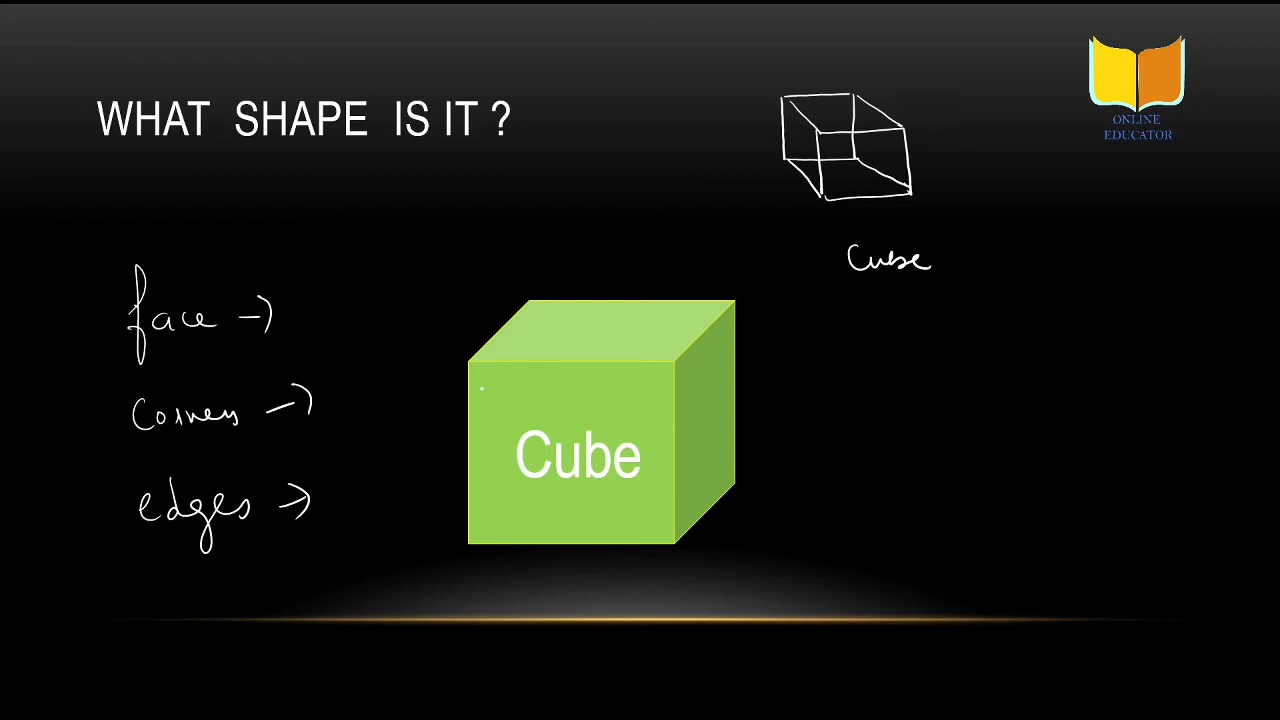 WHAT SHAPE IS IT ?
ONLINE
EDUCATOR
Cube
face →
Corners →
edges →
Cube